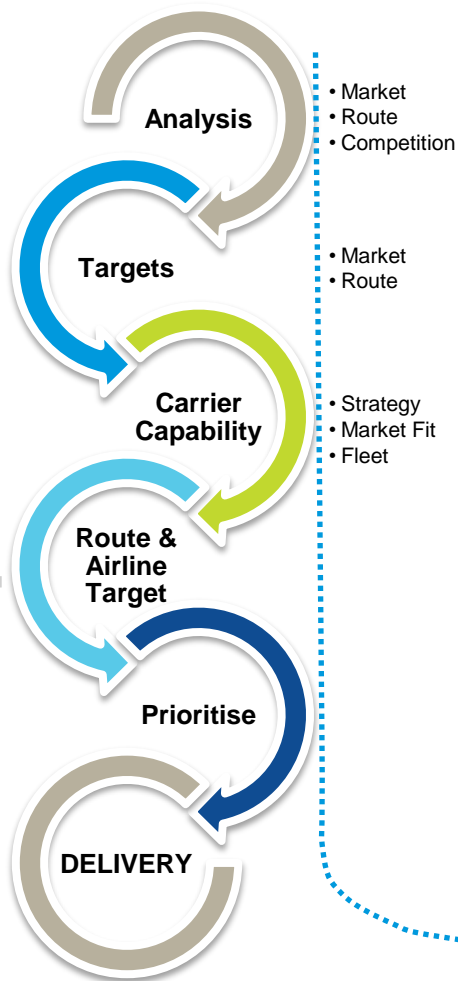 Analysis
• Market
• Route
• Competition
Targets
• Market
• Route
Carrier
Capability
• Strategy
• Market Fit
• Fleet
Route &
Airline
Target
Prioritise
DELIVERY